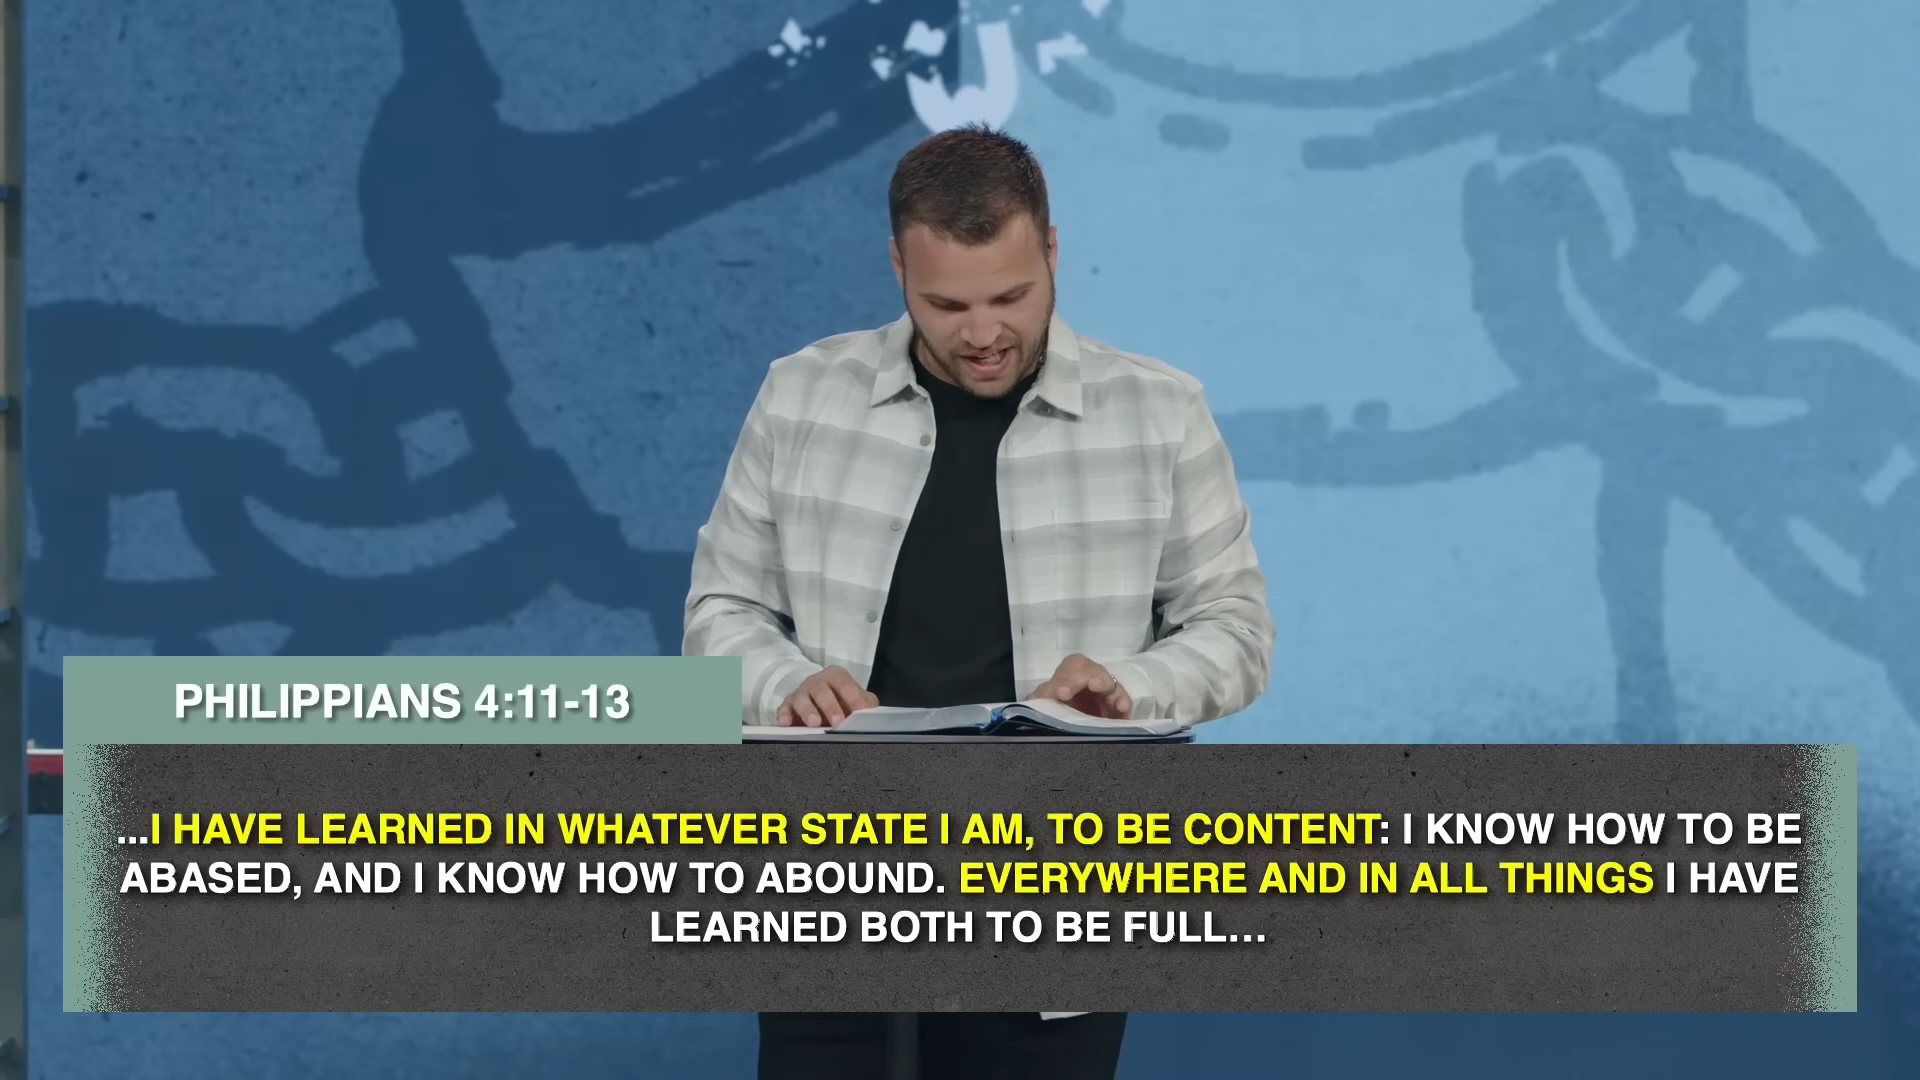 PHILIPPIANS 4:11-13
...I HAVE LEARNED IN WHATEVER STATE I AM, TO BE CONTENT: I KNOW HOW TO BE
ABASED, AND I KNOW HOW TO ABOUND. EVERYWHERE AND IN ALL THINGS I HAVE
LEARNED BOTH TO BE FULL...